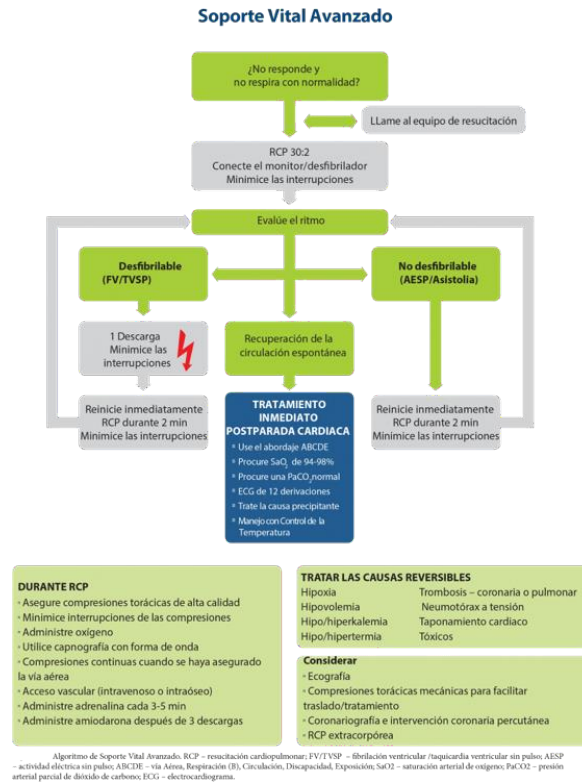 Soporte Vital Avanzado
¿No responde y
no respira con normalidad?
LLame al equipo de resucitación
RCP 30:2
Conecte el monitor/desfibrilador
Minimice las interrupciones
Evalúe el ritmo
Desfibrilable
(FV/TVSP)
No desfibrilable
(AESP/Asistolia)
1 Descarga
Minimice las
interrupciones
Recuperación de la
circulación espontánea
Reinicie inmediatamente
RCP durante 2 min
Minimice las interrupciones
TRATAMIENTO
INMEDIATO
POSTPARADA CARDIACA
• Use el abordaje ABCDE
• Procure SaO₂ de 94-98%
• Procure una PaCO₂normal
• ECG de 12 derivaciones
• Trate la causa precipitante
• Manejo con Control de la
Temperatura
Reinicie inmediatamente
RCP durante 2 min
Minimice las interrupciones
DURANTE RCP
• Asegure compresiones torácicas de alta calidad
• Minimice interrupciones de las compresiones
• Administre oxígeno
• Utilice capnografía con forma de onda
• Compresiones continuas cuando se haya asegurado
la vía aérea
• Acceso vascular (intravenoso o intraóseo)
• Administre adrenalina cada 3-5 min
• Administre amiodarona después de 3 descargas
TRATAR LAS CAUSAS REVERSIBLES
Hipoxia Trombosis – coronaria o pulmonar
Hipovolemia Neumotórax a tensión
Hipo/hiperkalemia Taponamiento cardiaco
Hipo/hipertermia Tóxicos
Considerar
• Ecografía
• Compresiones torácicas mecánicas para facilitar
traslado/tratamiento
• Coronariografía e intervención coronaria percutánea
• RCP extracorpórea
Algoritmo de Soporte Vital Avanzado. RCP – resucitación cardiopulmonar; FV/TVSP – fibrilación ventricular /taquicardia ventricular sin pulso; AESP
– actividad eléctrica sin pulso; ABCDE – vía Aérea, Respiración (B), Circulación, Discapacidad, Exposición; SaO2 – saturación arterial de oxígeno; PaCO2 – presión
arterial parcial de dióxido de carbono; ECG – electrocardiograma.